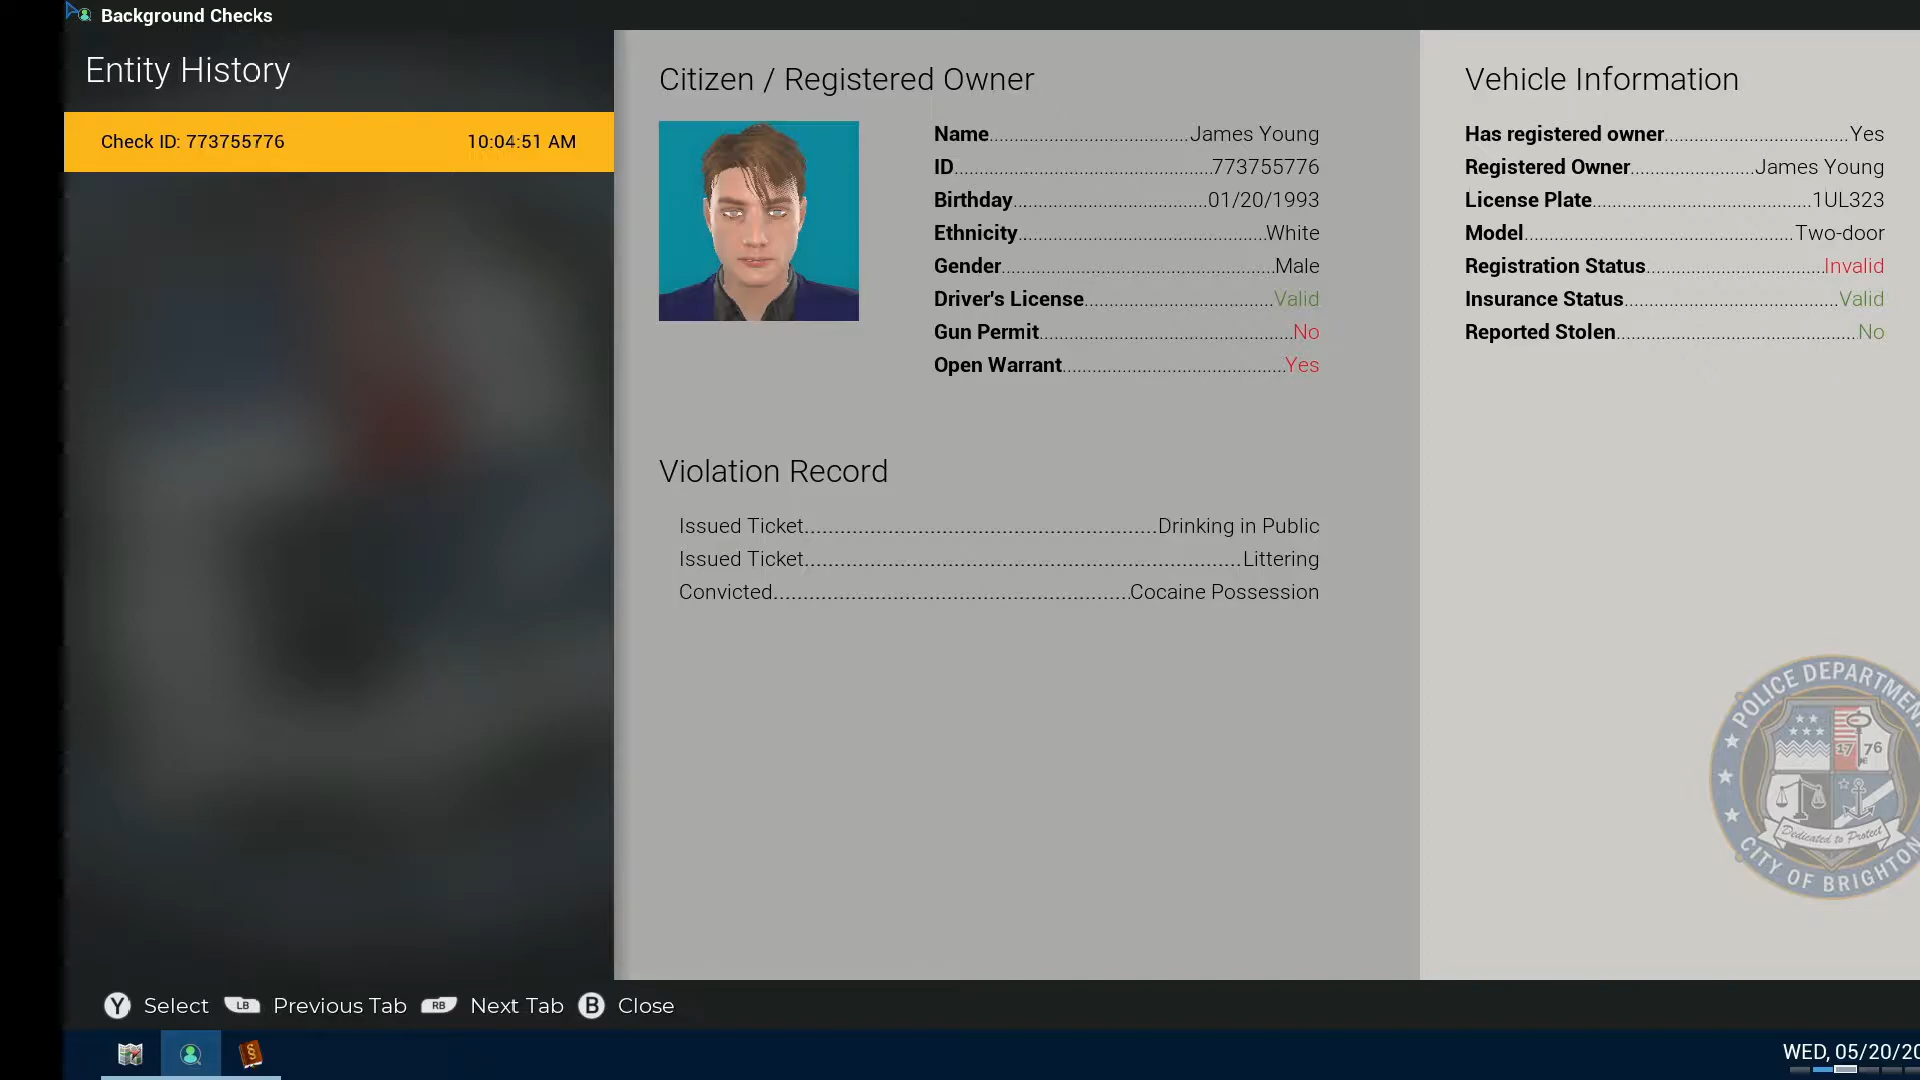 Background Checks
Entity History
Check ID: 773755776 10:04:51 AM
Citizen / Registered Owner
Name James Young
ID 773755776
Birthday 01/20/1993
Ethnicity White
Gender Male
Driver's License Valid
Gun Permit No
Open Warrant Yes
Violation Record
Issued Ticket Drinking in Public
Issued Ticket Littering
Convicted Cocaine Possession
Vehicle Information
Has registered owner Yes
Registered Owner James Young
License Plate 1UL323
Model Two-door
Registration Status Invalid
Insurance Status Valid
Reported Stolen No
POLICE DEPARTMEN
1776
Dedicated to Protect
CITY OF BRIGHTON
Y Select LB Previous Tab RB Next Tab B Close
WED, 05/20/20